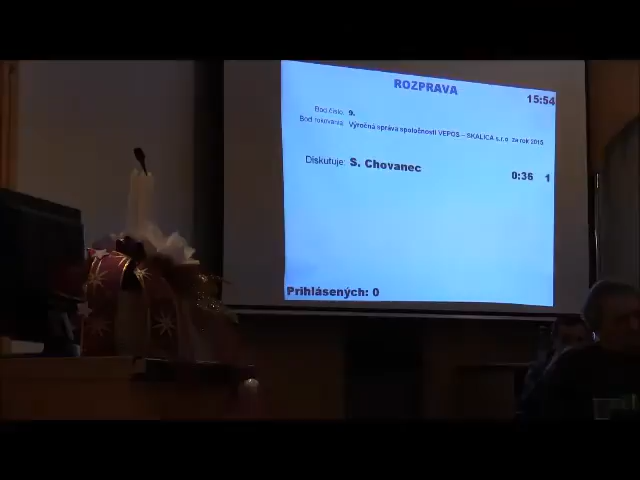 ROZPRAVA
15:54
Bod číslo: 9.
Bod rokovania: Výročná správa spoločnosti VEPOS – SKALICA s.r.o. za rok 2015
Diskutuje: S. Chovanec 0:36 1
Prihlásených: 0